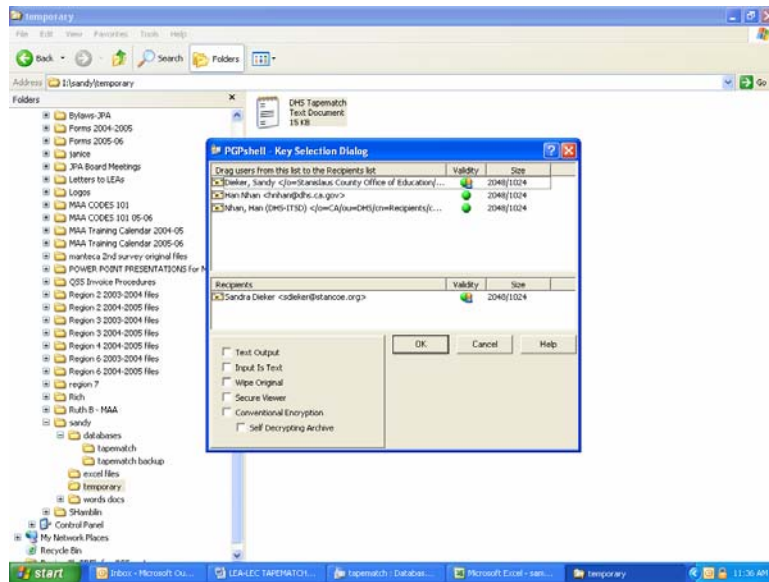 temporary
File Edit View Favorites Tools Help
Back Search Folders
Address I:\sandy\temporary Go
Folders
Bylaws-JPA
Forms 2004-2005
Forms 2005-06
janice
JPA Board Meetings
Letters to LEAs
Logos
MAA CODES 101
MAA CODES 101 05-06
MAA Training Calendar 2004-05
MAA Training Calendar 2005-06
manteca 2nd survey original files
POWER POINT PRESENTATIONS for M
QSS Invoice Procedures
Region 2 2003-2004 files
Region 2 2004-2005 files
Region 3 2003-2004 files
Region 3 2004-2005 files
Region 4 2004-2005 files
Region 6 2003-2004 files
Region 6 2004-2005 files
region 7
Rich
Ruth B - MAA
sandy
databases
tapematch
tapematch backup
excel files
temporary
words docs
SHamblin
Control Panel
My Network Places
Recycle Bin
DHS Tapematch
Text Document
15 KB
PGPshell - Key Selection Dialog
Drag users from this list to the Recipients list Validity Size
Dieker, Sandy </o=Stanislaus County Office of Education/... 2048/1024
Han Nhan <hnhan@dhs.ca.gov> 2048/1024
Nhan, Han (DHS-ITSD) </o=CA/ou=DHS/cn=Recipients/c... 2048/1024
Recipients Validity Size
Sandra Dieker <sdieker@stancoe.org> 2048/1024
Text Output
Input Is Text
Wipe Original
Secure Viewer
Conventional Encryption
Self Decrypting Archive
OK Cancel Help
start Inbox - Microsoft Ou... LEA-LEC TAPEMATCH... tapematch : Databas... Microsoft Excel - sam... temporary 11:36 AM